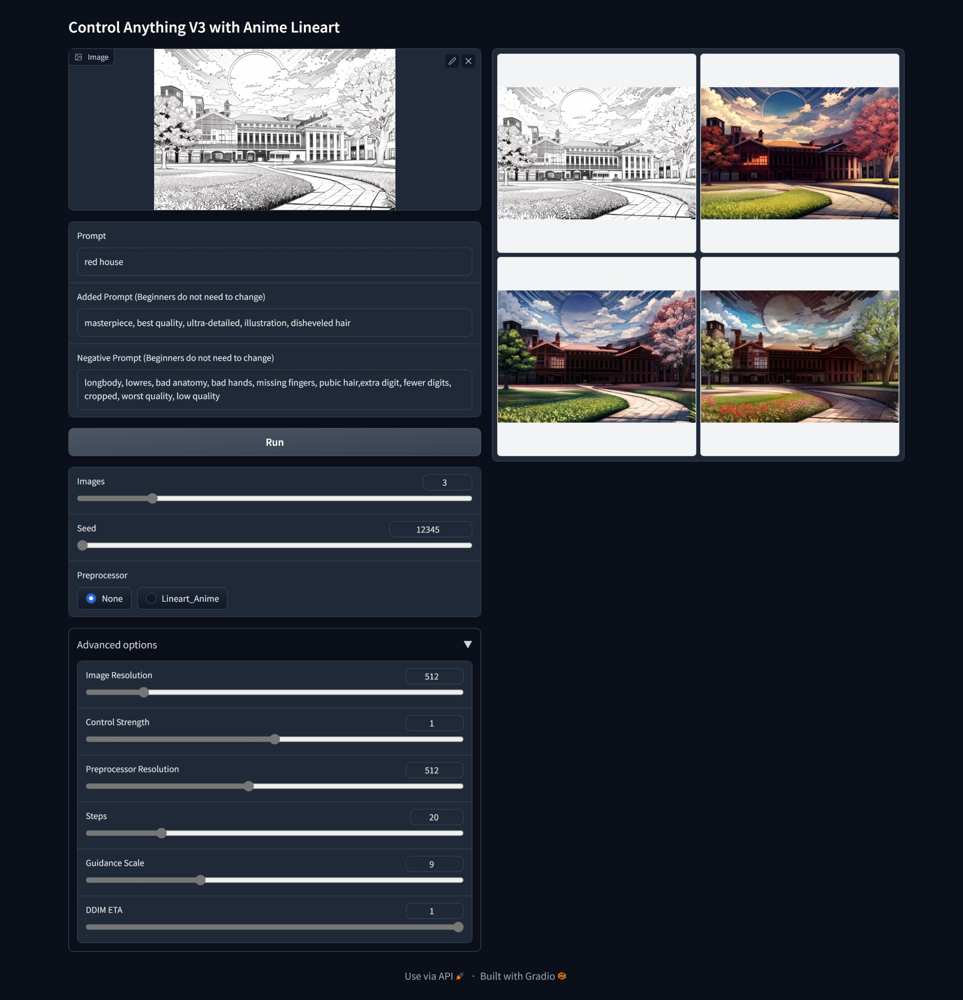 Control Anything V3 with Anime Lineart
Image
Prompt
red house
Added Prompt (Beginners do not need to change)
masterpiece, best quality, ultra-detailed, illustration, disheveled hair
Negative Prompt (Beginners do not need to change)
longbody, lowres, bad anatomy, bad hands, missing fingers, pubic hair,extra digit, fewer digits,
cropped, worst quality, low quality
Run
Images
3
Seed
12345
Preprocessor
None
Lineart_Anime
Advanced options
Image Resolution
512
Control Strength
1
Preprocessor Resolution
512
Steps
20
Guidance Scale
9
DDIM ETA
1
Use via API · Built with Gradio